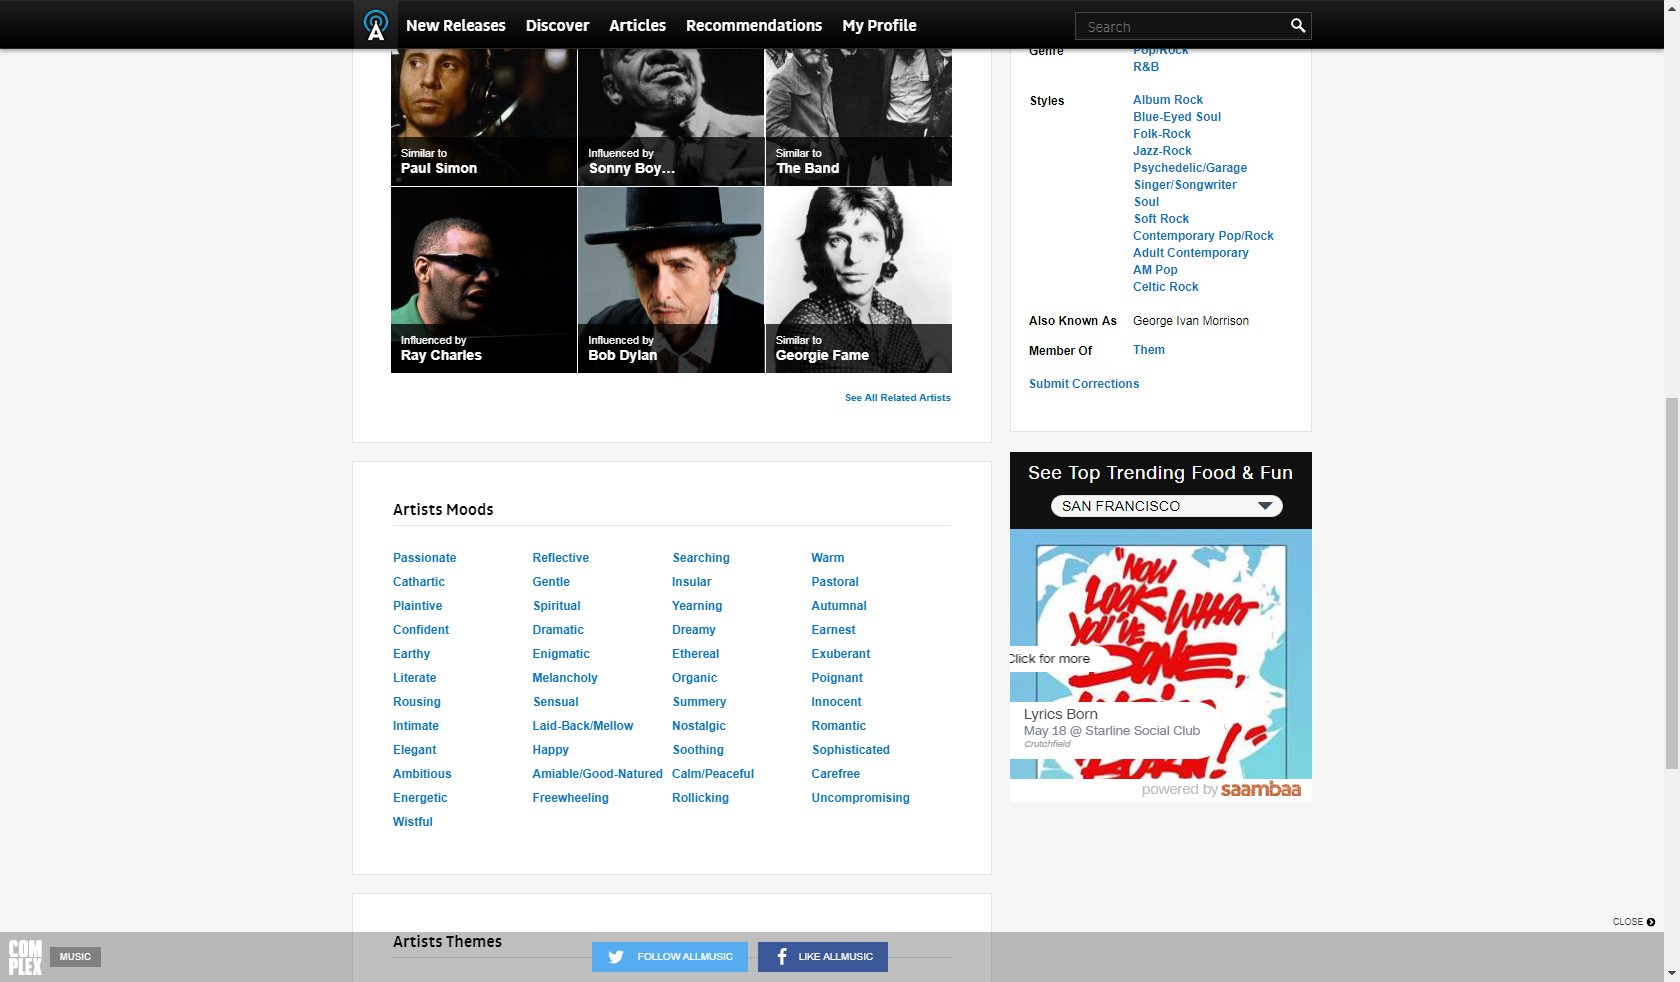 New Releases
Discover
Articles
Recommendations
My Profile
Search
Similar to
Paul Simon
Influenced by
Sonny Boy...
Similar to
The Band
Influenced by
Ray Charles
Influenced by
Bob Dylan
Similar to
Georgie Fame
See All Related Artists
Genre
Pop/Rock
R&B
Styles
Album Rock
Blue-Eyed Soul
Folk-Rock
Jazz-Rock
Psychedelic/Garage
Singer/Songwriter
Soul
Soft Rock
Contemporary Pop/Rock
Adult Contemporary
AM Pop
Celtic Rock
Also Known As
George Ivan Morrison
Member Of
Them
Submit Corrections
Artists Moods
Passionate
Reflective
Searching
Warm
Cathartic
Gentle
Insular
Pastoral
Plaintive
Spiritual
Yearning
Autumnal
Confident
Dramatic
Dreamy
Earnest
Earthy
Enigmatic
Ethereal
Exuberant
Literate
Melancholy
Organic
Poignant
Rousing
Sensual
Summery
Innocent
Intimate
Laid-Back/Mellow
Nostalgic
Romantic
Elegant
Happy
Soothing
Sophisticated
Ambitious
Amiable/Good-Natured
Calm/Peaceful
Carefree
Energetic
Freewheeling
Rollicking
Uncompromising
Wistful
See Top Trending Food & Fun
SAN FRANCISCO
"NOW
LOOK WHAT
YOU'VE
DONE,
Click for more
Lyrics Born
May 18 @ Starline Social Club
Crutchfield
powered by saambaa
CLOSE
Artists Themes
COM
PLEX
MUSIC
FOLLOW ALLMUSIC
LIKE ALLMUSIC